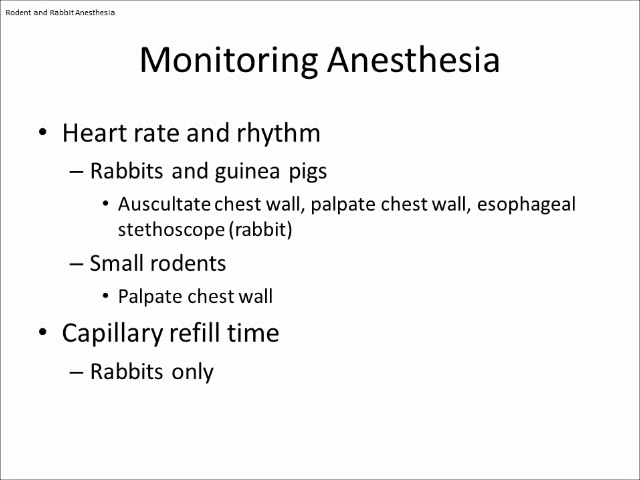 Rodent and Rabbit Anesthesia
Monitoring Anesthesia
• Heart rate and rhythm
– Rabbits and guinea pigs
• Auscultate chest wall, palpate chest wall, esophageal
stethoscope (rabbit)
– Small rodents
• Palpate chest wall
• Capillary refill time
– Rabbits only